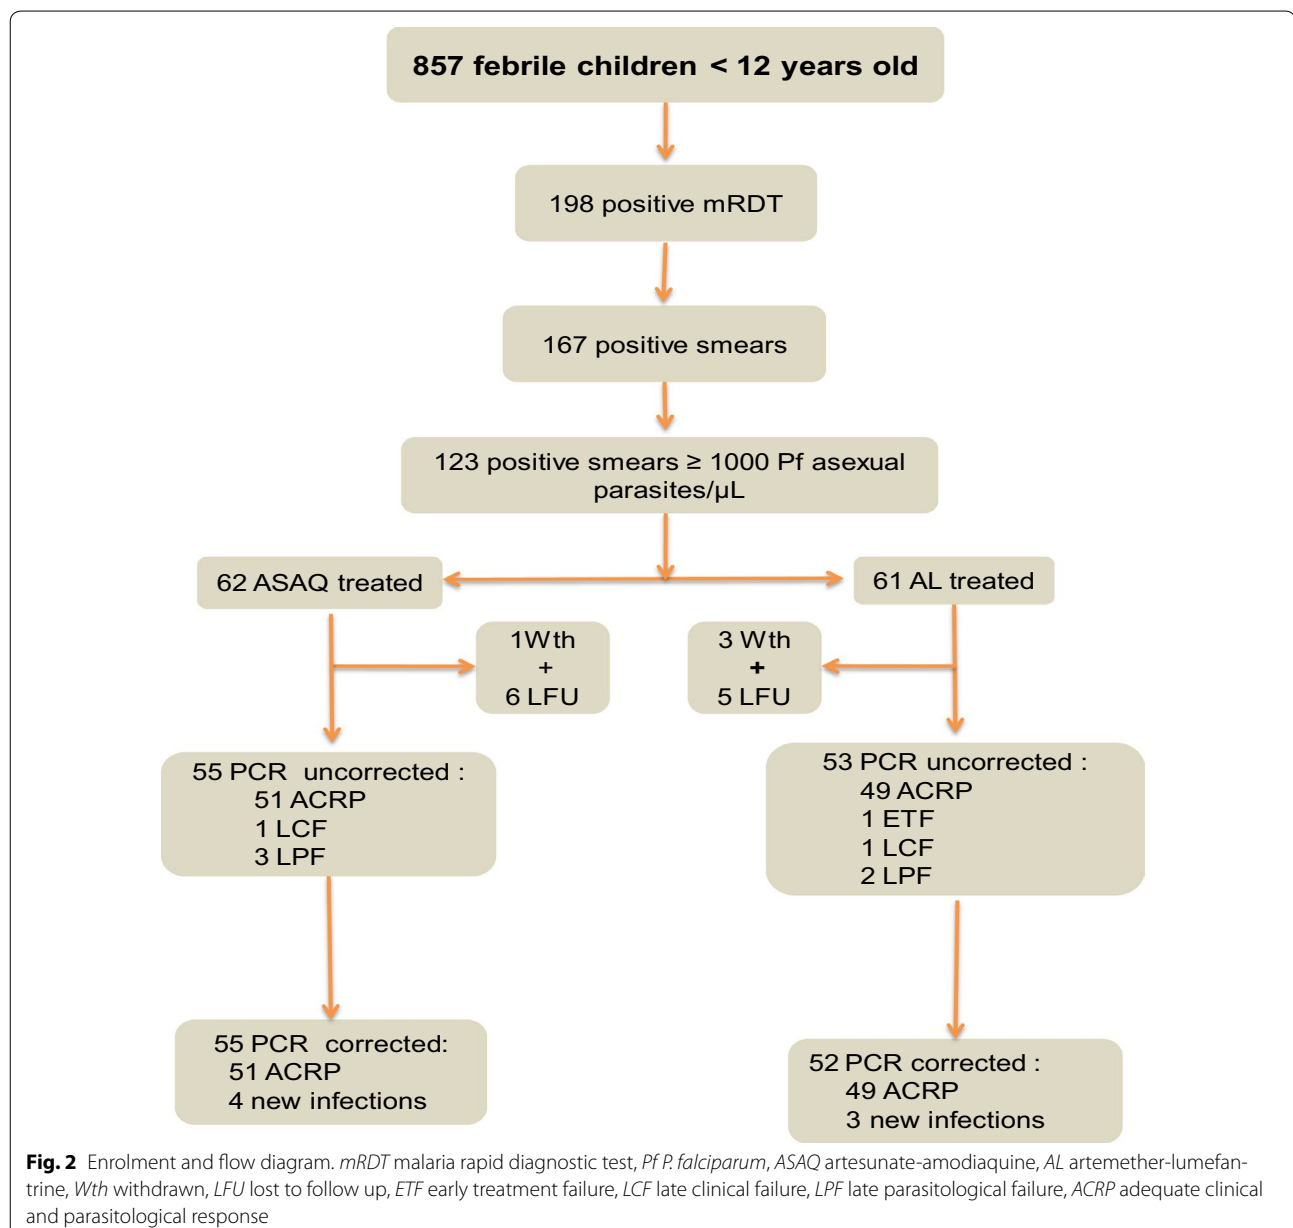 857 febrile children < 12 years old
198 positive mRDT
167 positive smears
123 positive smears ≥ 1000 Pf asexual
parasites/µL
62 ASAQ treated
61 AL treated
1Wth
+
6 LFU
3 Wth
+
5 LFU
55 PCR uncorrected :
51 ACRP
1 LCF
3 LPF
53 PCR uncorrected :
49 ACRP
1 ETF
1 LCF
2 LPF
55 PCR corrected:
51 ACRP
4 new infections
52 PCR corrected :
49 ACRP
3 new infections
Fig. 2 Enrolment and flow diagram. mRDT malaria rapid diagnostic test, Pf P. falciparum, ASAQ artesunate-amodiaquine, AL artemether-lumefan-
trine, Wth withdrawn, LFU lost to follow up, ETF early treatment failure, LCF late clinical failure, LPF late parasitological failure, ACRP adequate clinical
and parasitological response